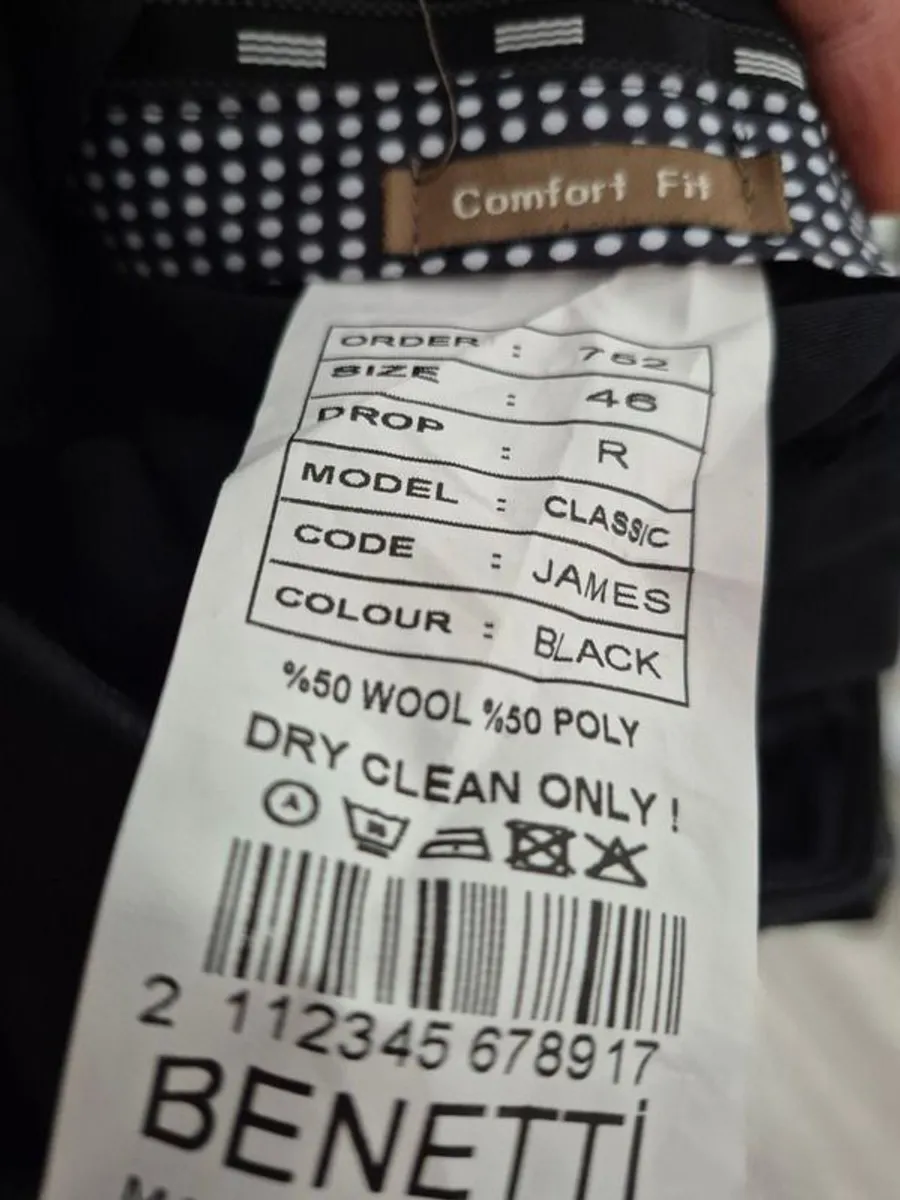 Comfort Fit
ORDER : 762
SIZE : 46
DROP : R
MODEL : CLASSIC
CODE : JAMES
COLOUR : BLACK
%50 WOOL %50 POLY
DRY CLEAN ONLY !
A
2 112345 678917
BENETTİ